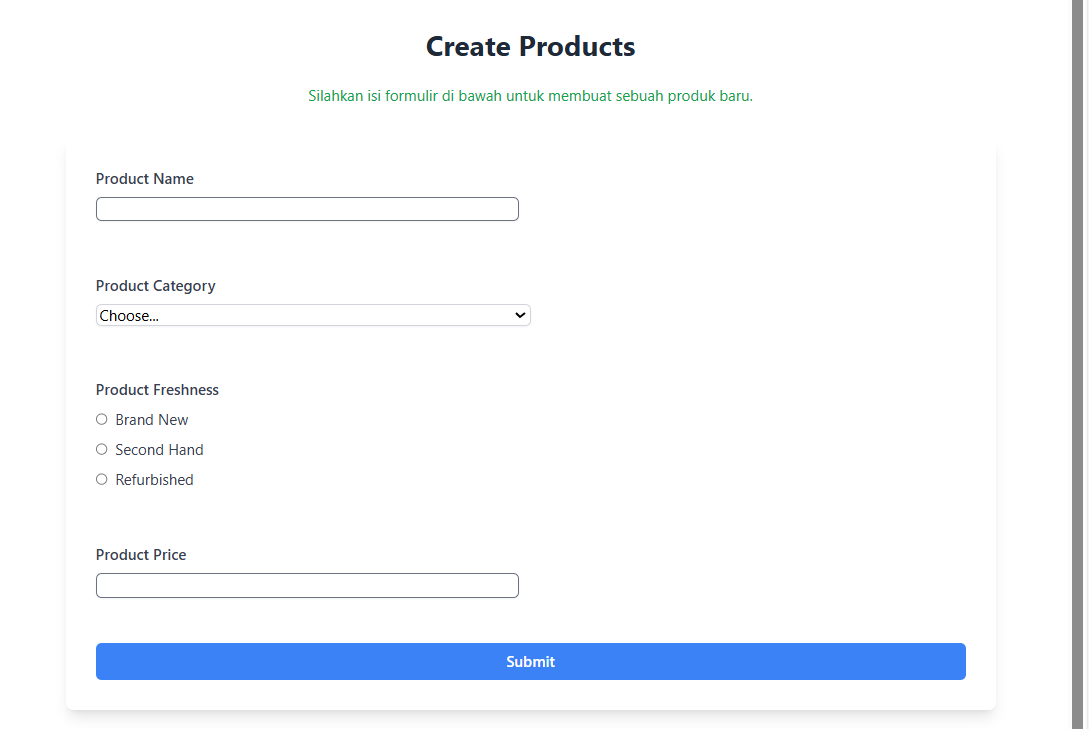 Create Products
Silahkan isi formulir di bawah untuk membuat sebuah produk baru.
Product Name
Product Category
Choose...
Product Freshness
Brand New
Second Hand
Refurbished
Product Price
Submit